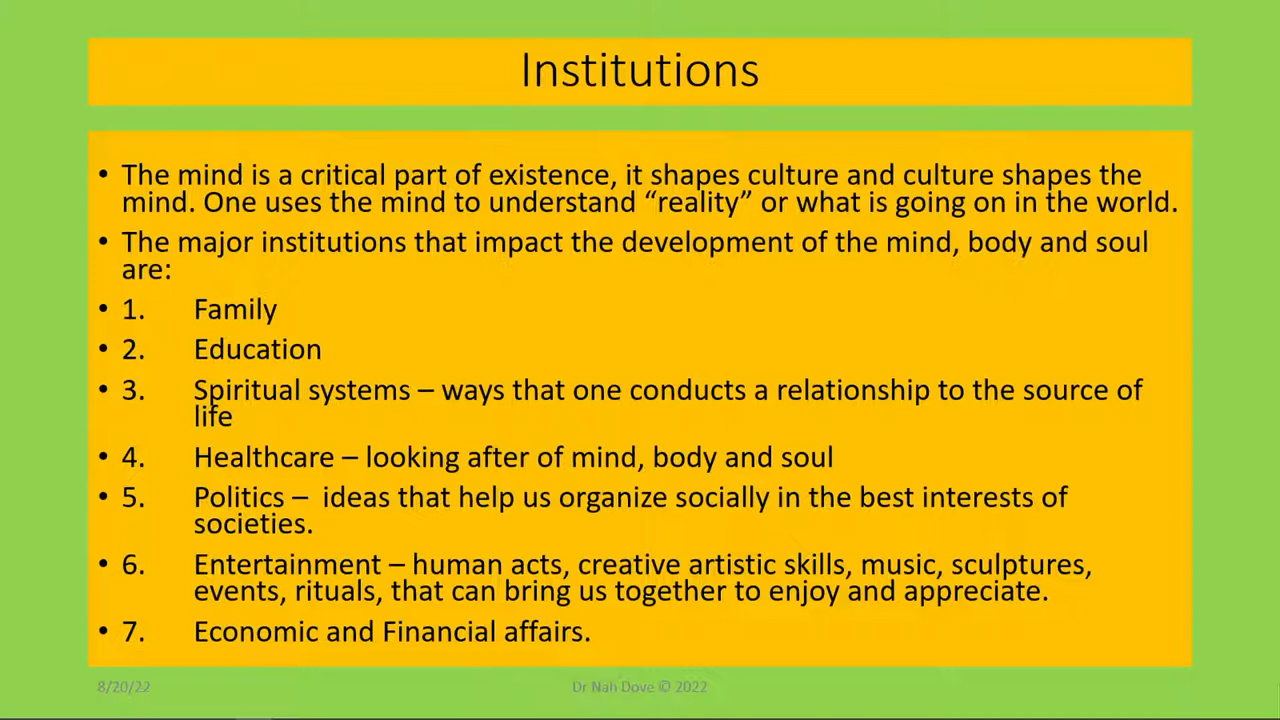 Institutions
• The mind is a critical part of existence, it shapes culture and culture shapes the
mind. One uses the mind to understand “reality” or what is going on in the world.
• The major institutions that impact the development of the mind, body and soul
are:
• 1. Family
• 2. Education
• 3. Spiritual systems – ways that one conducts a relationship to the source of
life
• 4. Healthcare – looking after of mind, body and soul
• 5. Politics – ideas that help us organize socially in the best interests of
societies.
• 6. Entertainment – human acts, creative artistic skills, music, sculptures,
events, rituals, that can bring us together to enjoy and appreciate.
• 7. Economic and Financial affairs.
8/20/22 Dr Nah Dove © 2022